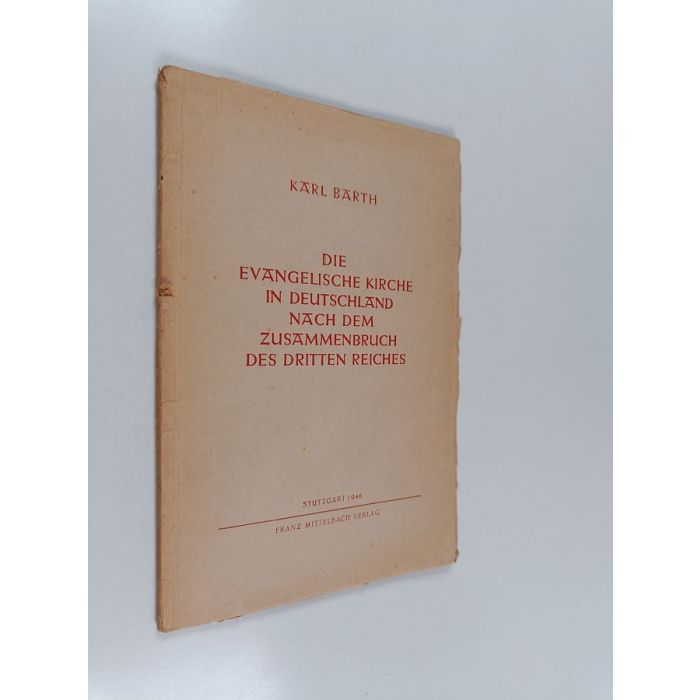 KARL BARTH
DIE
EVANGELISCHE KIRCHE
IN DEUTSCHLAND
NACH DEM
ZUSAMMENBRUCH
DES DRITTEN REICHES
STUTTGART 1946
FRANZ MITTELBACH VERLAG